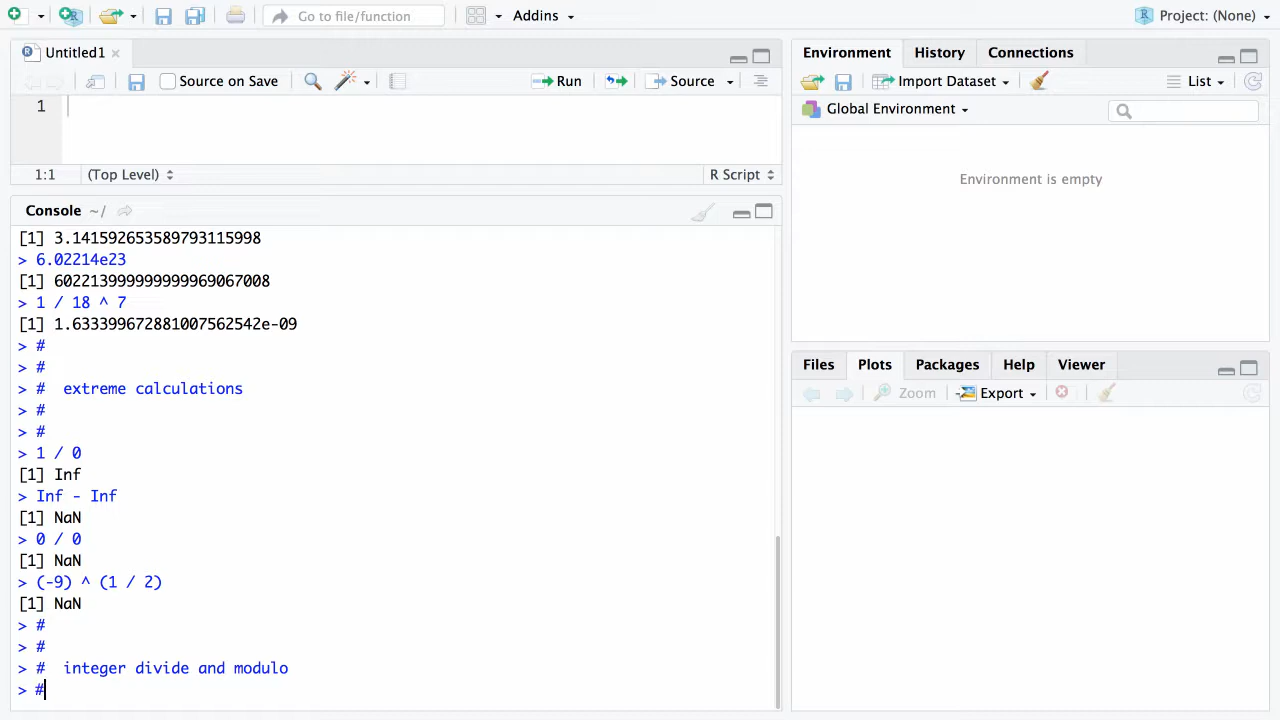 Go to file/function
Addins
Project: (None)
Untitled1
Source on Save
Run
Source
1
1:1
(Top Level)
R Script
Console ~/
[1] 3.141592653589793115998
> 6.02214e23
[1] 602213999999999969067008
> 1 / 18 ^ 7
[1] 1.633399672881007562542e-09
> #
> #
> #  extreme calculations
> #
> #
> 1 / 0
[1] Inf
> Inf - Inf
[1] NaN
> 0 / 0
[1] NaN
> (-9) ^ (1 / 2)
[1] NaN
> #
> #
> #  integer divide and modulo
> #
Environment
History
Connections
Import Dataset
List
Global Environment
Environment is empty
Files
Plots
Packages
Help
Viewer
Zoom
Export